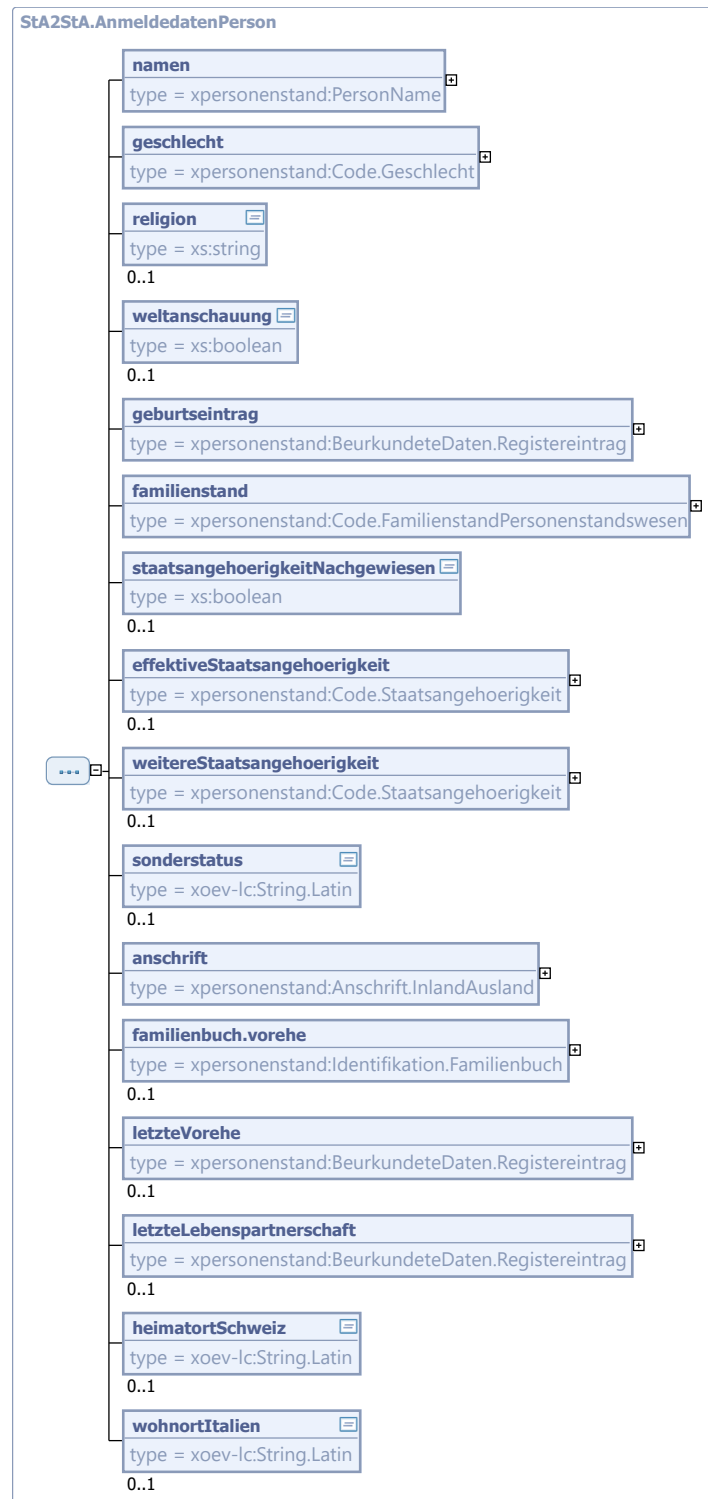 StA2StA.AnmeldedatenPerson
namen
type = xpersonenstand:PersonName
geschlecht
type = xpersonenstand:Code.Geschlecht
religion
type = xs:string
0..1
weltanschauung
type = xs:boolean
0..1
geburtseintrag
type = xpersonenstand:BeurkundeteDaten.Registereintrag
familienstand
type = xpersonenstand:Code.FamilienstandPersonenstandswesen
staatsangehoerigkeitNachgewiesen
type = xs:boolean
0..1
effektiveStaatsangehoerigkeit
type = xpersonenstand:Code.Staatsangehoerigkeit
0..1
weitereStaatsangehoerigkeit
type = xpersonenstand:Code.Staatsangehoerigkeit
0..1
sonderstatus
type = xoev-lc:String.Latin
0..1
anschrift
type = xpersonenstand:Anschrift.InlandAusland
familienbuch.vorehe
type = xpersonenstand:Identifikation.Familienbuch
0..1
letzteVorehe
type = xpersonenstand:BeurkundeteDaten.Registereintrag
0..1
letzteLebenspartnerschaft
type = xpersonenstand:BeurkundeteDaten.Registereintrag
0..1
heimatortSchweiz
type = xoev-lc:String.Latin
0..1
wohnortItalien
type = xoev-lc:String.Latin
0..1